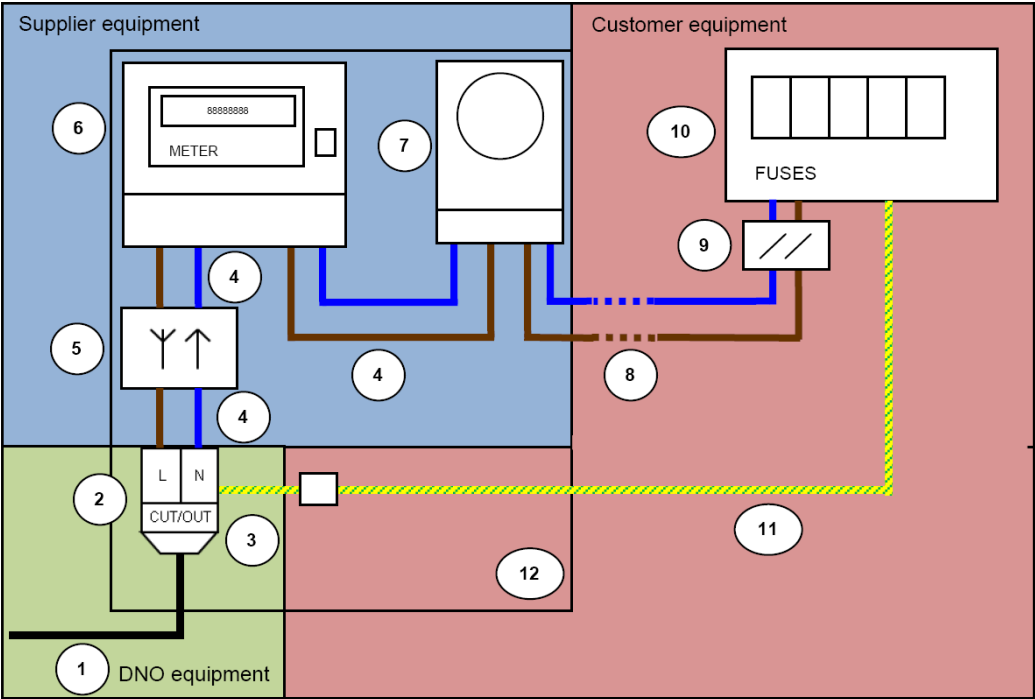 Supplier equipment
Customer equipment
88888888
METER
6
7
10
FUSES
9
4
5
4
8
4
L
N
2
CUT/OUT
3
11
12
1
DNO equipment